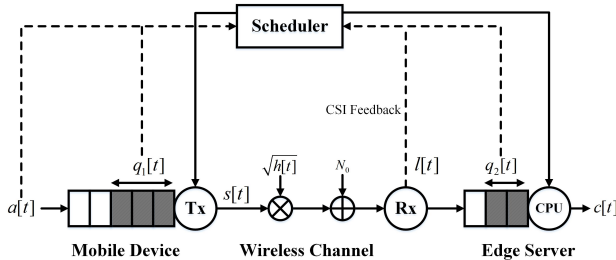 Scheduler
CSI Feedback
q₁[t]
√h[t]
N₀
l[t]
q₂[t]
a[t]
Tx
s[t]
Rx
CPU
c[t]
Mobile Device
Wireless Channel
Edge Server